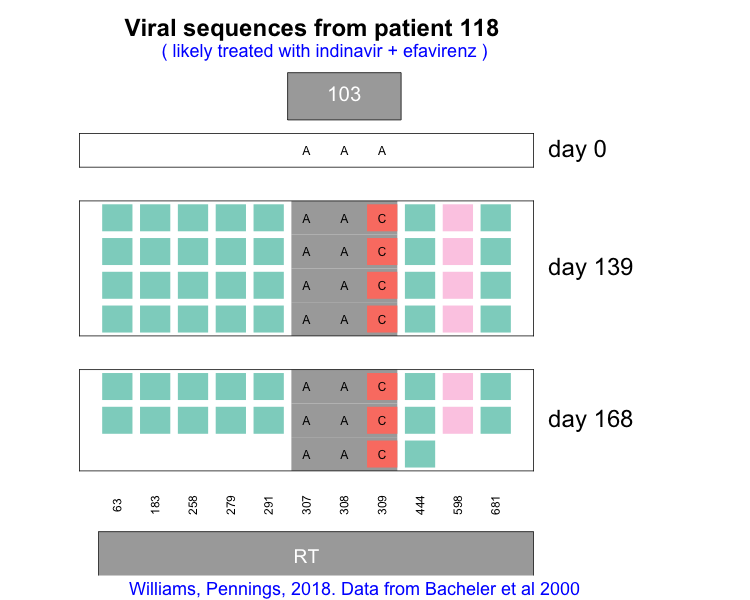 Viral sequences from patient 118
( likely treated with indinavir + efavirenz )
103
A A A day 0
A A C
A A C
day 139
A A C
A A C
A A C
A A C
day 168
A A C
63 183 258 279 291 307 308 309 444 598 681
RT
Williams, Pennings, 2018. Data from Bacheler et al 2000